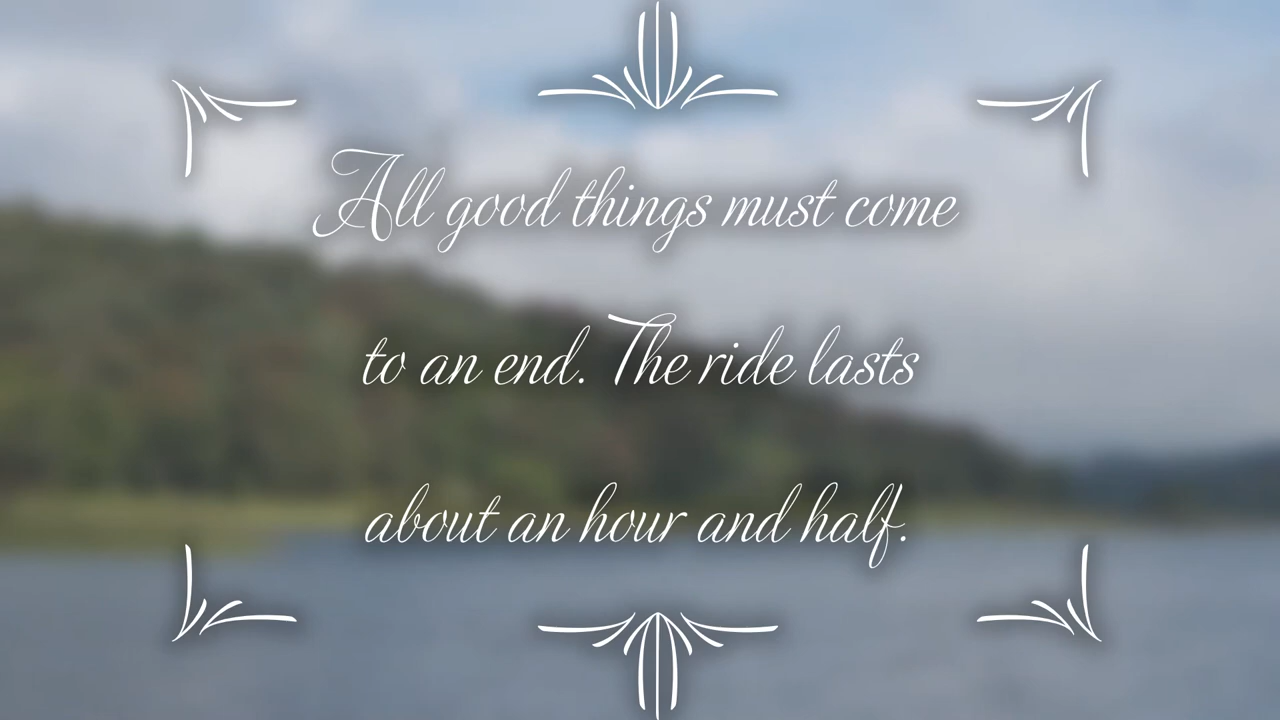 All good things must come
to an end. The ride lasts
about an hour and half.